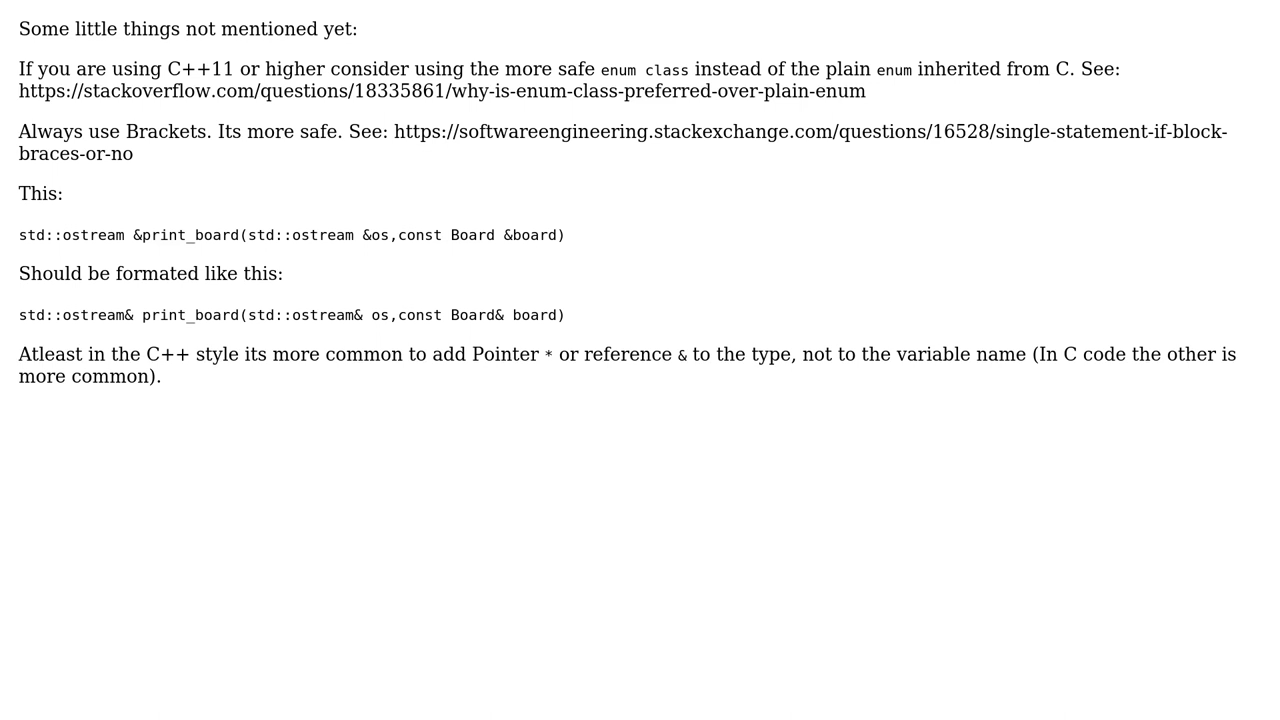 Some little things not mentioned yet:
If you are using C++11 or higher consider using the more safe enum class instead of the plain enum inherited from C. See:
https://stackoverflow.com/questions/18335861/why-is-enum-class-preferred-over-plain-enum
Always use Brackets. Its more safe. See: https://softwareengineering.stackexchange.com/questions/16528/single-statement-if-block-
braces-or-no
This:
std::ostream &print_board(std::ostream &os,const Board &board)
Should be formated like this:
std::ostream& print_board(std::ostream& os,const Board& board)
Atleast in the C++ style its more common to add Pointer * or reference & to the type, not to the variable name (In C code the other is
more common).